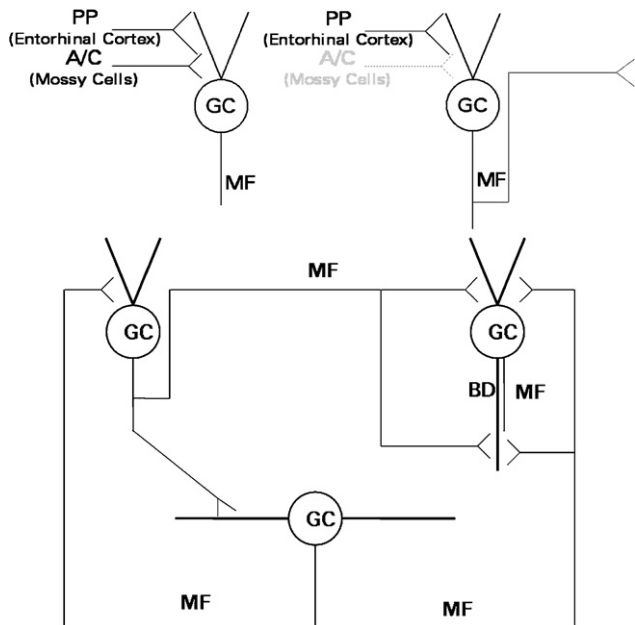 PP
(Entorhinal Cortex)
A/C
(Mossy Cells)
GC
MF
PP
(Entorhinal Cortex)
A/C
(Mossy Cells)
GC
MF
MF
GC
GC
BD
MF
GC
MF
MF